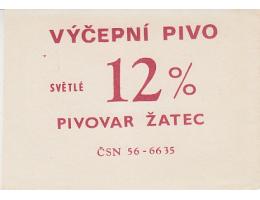 VÝČEPNÍ PIVO
SVĚTLÉ 12%
PIVOVAR ŽATEC
ČSN 56-6635